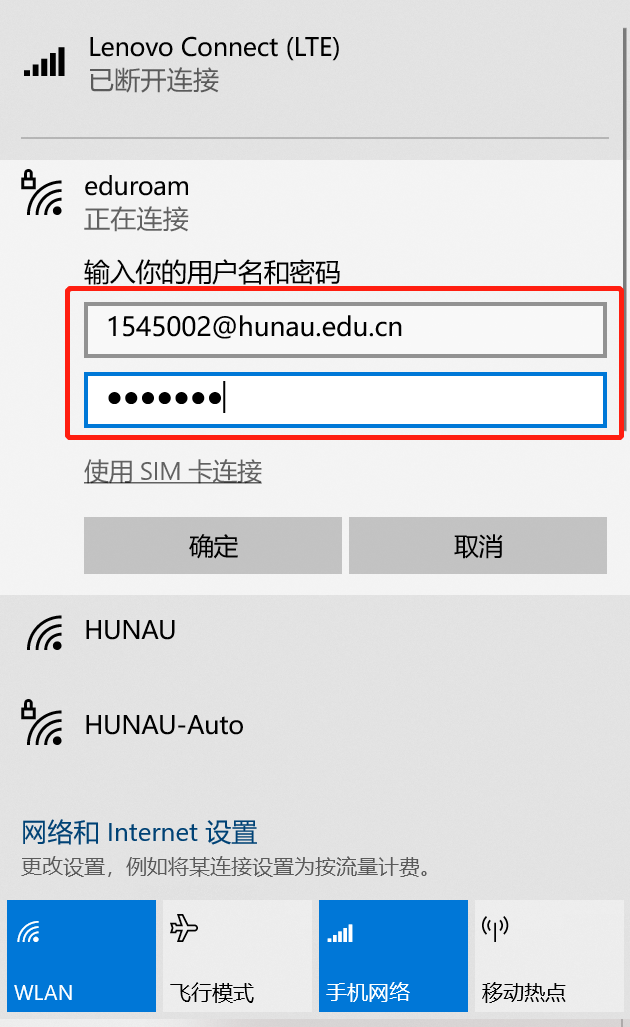 Lenovo Connect (LTE)
已断开连接
eduroam
正在连接
输入你的用户名和密码
1545002@hunau.edu.cn
●●●●●●●
使用 SIM 卡连接
确定
取消
HUNAU
HUNAU-Auto
网络和 Internet 设置
更改设置，例如将某连接设置为按流量计费。
WLAN
飞行模式
手机网络
移动热点